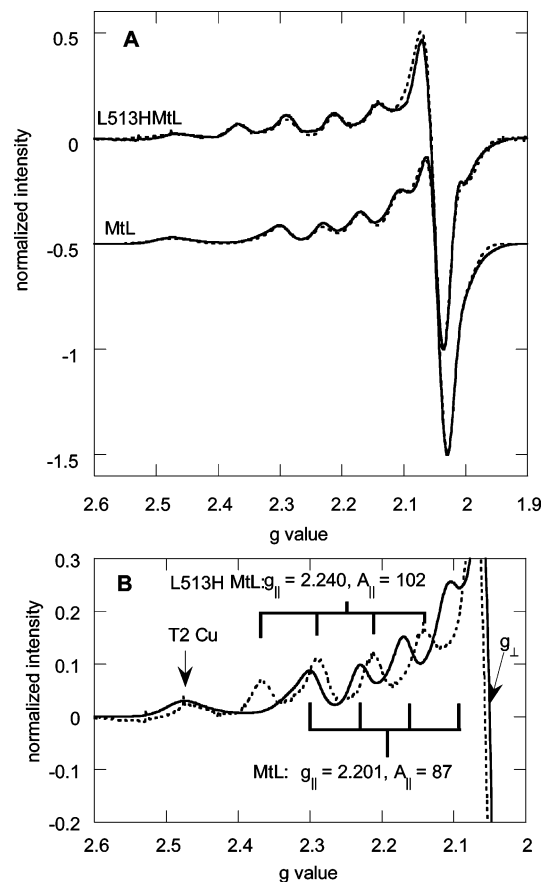 A
0.5
L513HMtL
0
MtL
-0.5
-1
-1.5
normalized intensity
2.6 2.5 2.4 2.3 2.2 2.1 2 1.9
g value
0.3
B
L513H MtL: g|| = 2.240, A|| = 102
0.2
T2 Cu
g⊥
0.1
0
-0.1
MtL: g|| = 2.201, A|| = 87
-0.2
normalized intensity
2.6 2.5 2.4 2.3 2.2 2.1 2
g value